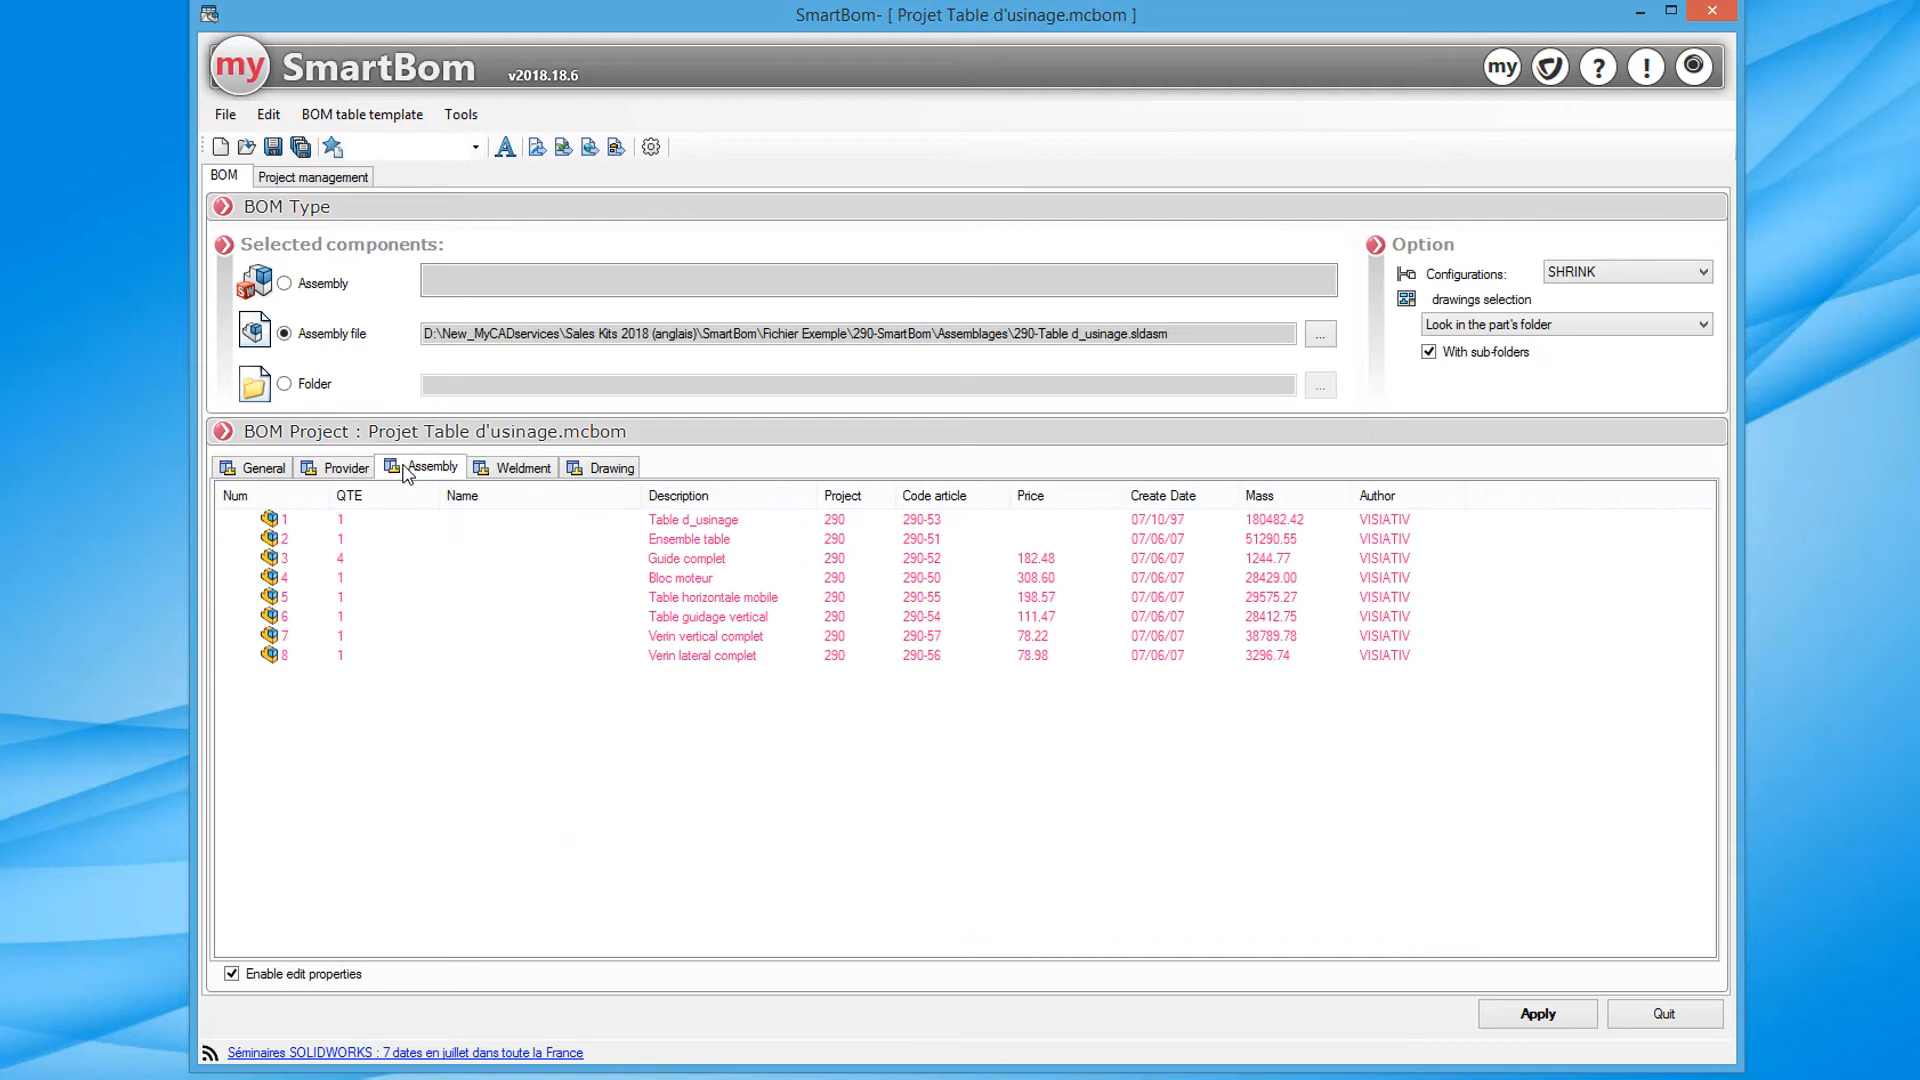 SmartBom- [ Projet Table d'usinage.mcbom ]
my SmartBom v2018.18.6 my ? !
File Edit BOM table template Tools
BOM Project management
BOM Type
Selected components:
Option
Assembly
Configurations: SHRINK
drawings selection
Assembly file D:\New_MyCADservices\Sales Kits 2018 (anglais)\SmartBom\Fichier Exemple\290-SmartBom\Assemblages\290-Table d_usinage.sldasm ...
Look in the part's folder
With sub-folders
Folder ...
BOM Project : Projet Table d'usinage.mcbom
General Provider Assembly Weldment Drawing
Num QTE Name Description Project Code article Price Create Date Mass Author
1 1 Table d_usinage 290 290-53 07/10/97 180482.42 VISIATIV
2 1 Ensemble table 290 290-51 07/06/07 51290.55 VISIATIV
3 4 Guide complet 290 290-52 182.48 07/06/07 1244.77 VISIATIV
4 1 Bloc moteur 290 290-50 308.60 07/06/07 28429.00 VISIATIV
5 1 Table horizontale mobile 290 290-55 198.57 07/06/07 29575.27 VISIATIV
6 1 Table guidage vertical 290 290-54 111.47 07/06/07 28412.75 VISIATIV
7 1 Verin vertical complet 290 290-57 78.22 07/06/07 38789.78 VISIATIV
8 1 Verin lateral complet 290 290-56 78.98 07/06/07 3296.74 VISIATIV
Enable edit properties
Apply Quit
Séminaires SOLIDWORKS : 7 dates en juillet dans toute la France